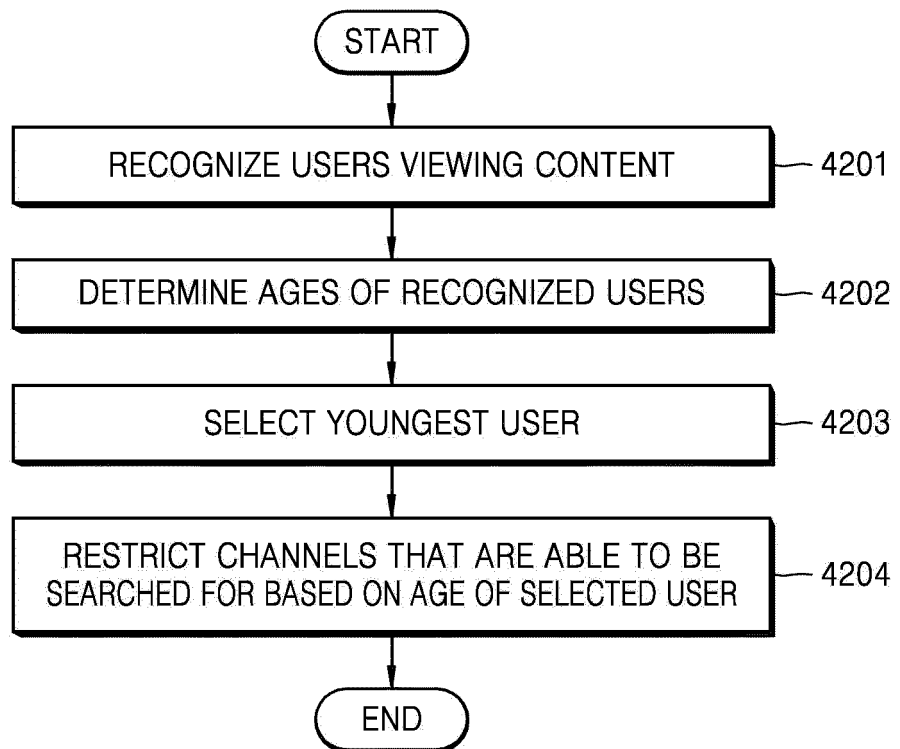 START
RECOGNIZE USERS VIEWING CONTENT
4201
DETERMINE AGES OF RECOGNIZED USERS
4202
SELECT YOUNGEST USER
4203
RESTRICT CHANNELS THAT ARE ABLE TO BE
SEARCHED FOR BASED ON AGE OF SELECTED USER
4204
END